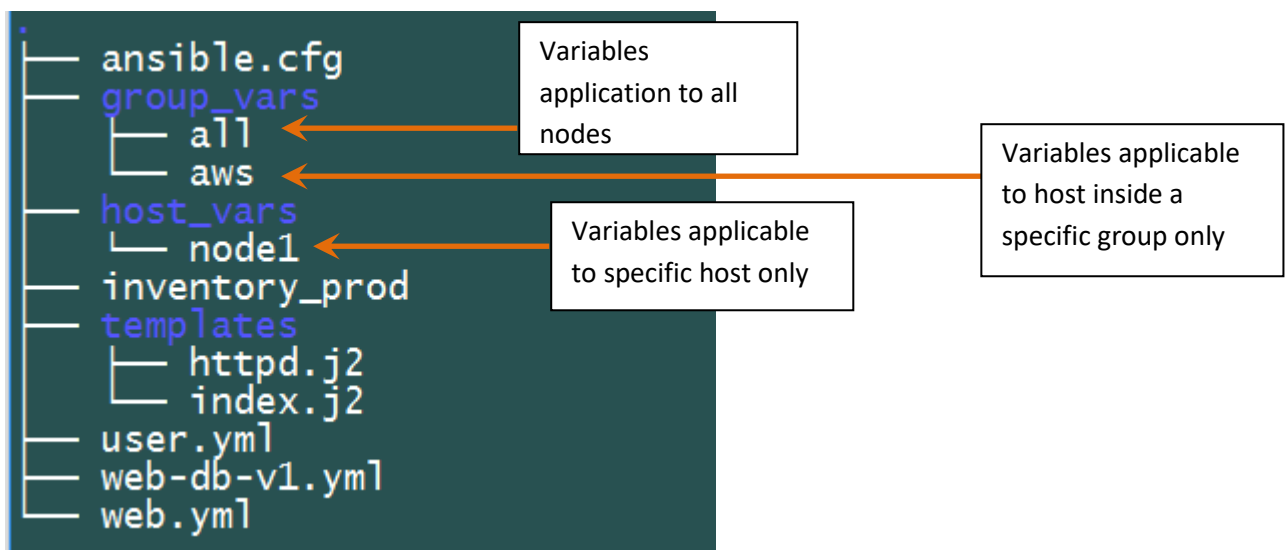 .
├── ansible.cfg
├── group_vars
│   ├── all
│   └── aws
├── host_vars
│   └── node1
├── inventory_prod
├── templates
│   ├── httpd.j2
│   └── index.j2
├── user.yml
├── web-db-v1.yml
└── web.yml
Variables
application to all
nodes
Variables applicable
to host inside a
specific group only
Variables applicable
to specific host only